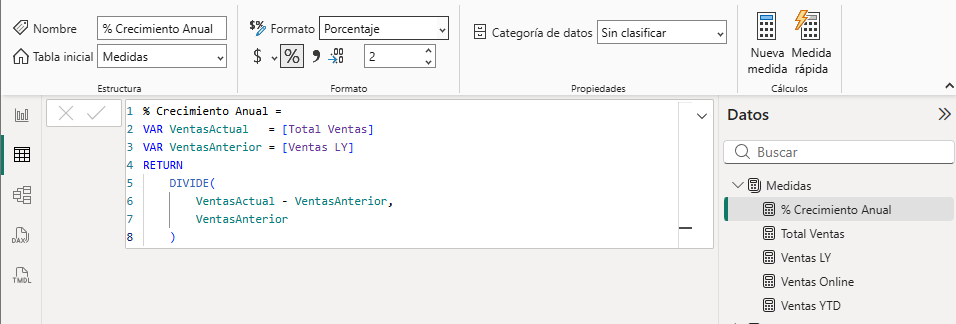 Nombre % Crecimiento Anual
Tabla inicial Medidas
Estructura
$% Formato Porcentaje
$ % 2
Formato
Categoría de datos Sin clasificar
Propiedades
Nueva medida
Medida rápida
Cálculos
1 % Crecimiento Anual =
2 VAR VentasActual   = [Total Ventas]
3 VAR VentasAnterior = [Ventas LY]
4 RETURN
5     DIVIDE(
6         VentasActual - VentasAnterior,
7         VentasAnterior
8     )
DAX
TMDL
Datos
Buscar
Medidas
% Crecimiento Anual
Total Ventas
Ventas LY
Ventas Online
Ventas YTD